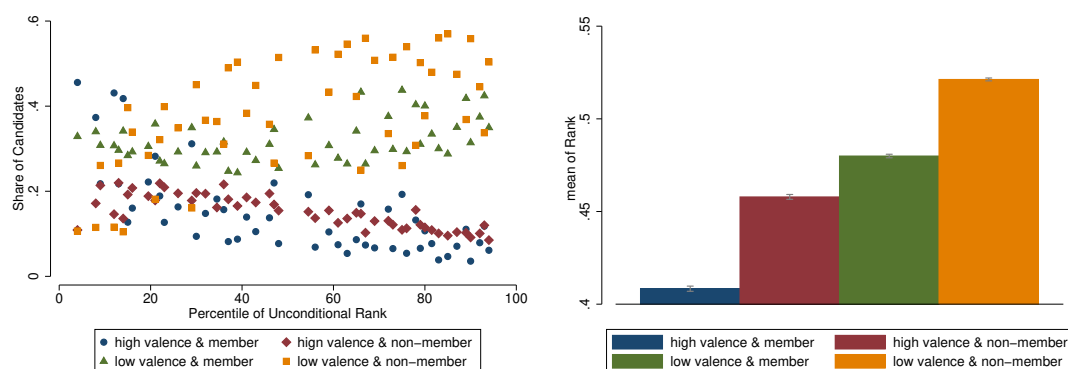 Share of Candidates
0 .2 .4 .6
0 20 40 60 80 100
Percentile of Unconditional Rank
high valence & member hign valence & non−member
low valence & member low valence & non−member
mean of Rank
.4 .45 .5 .55
high valence & member high valence & non−member
low valence & member low valence & non−member